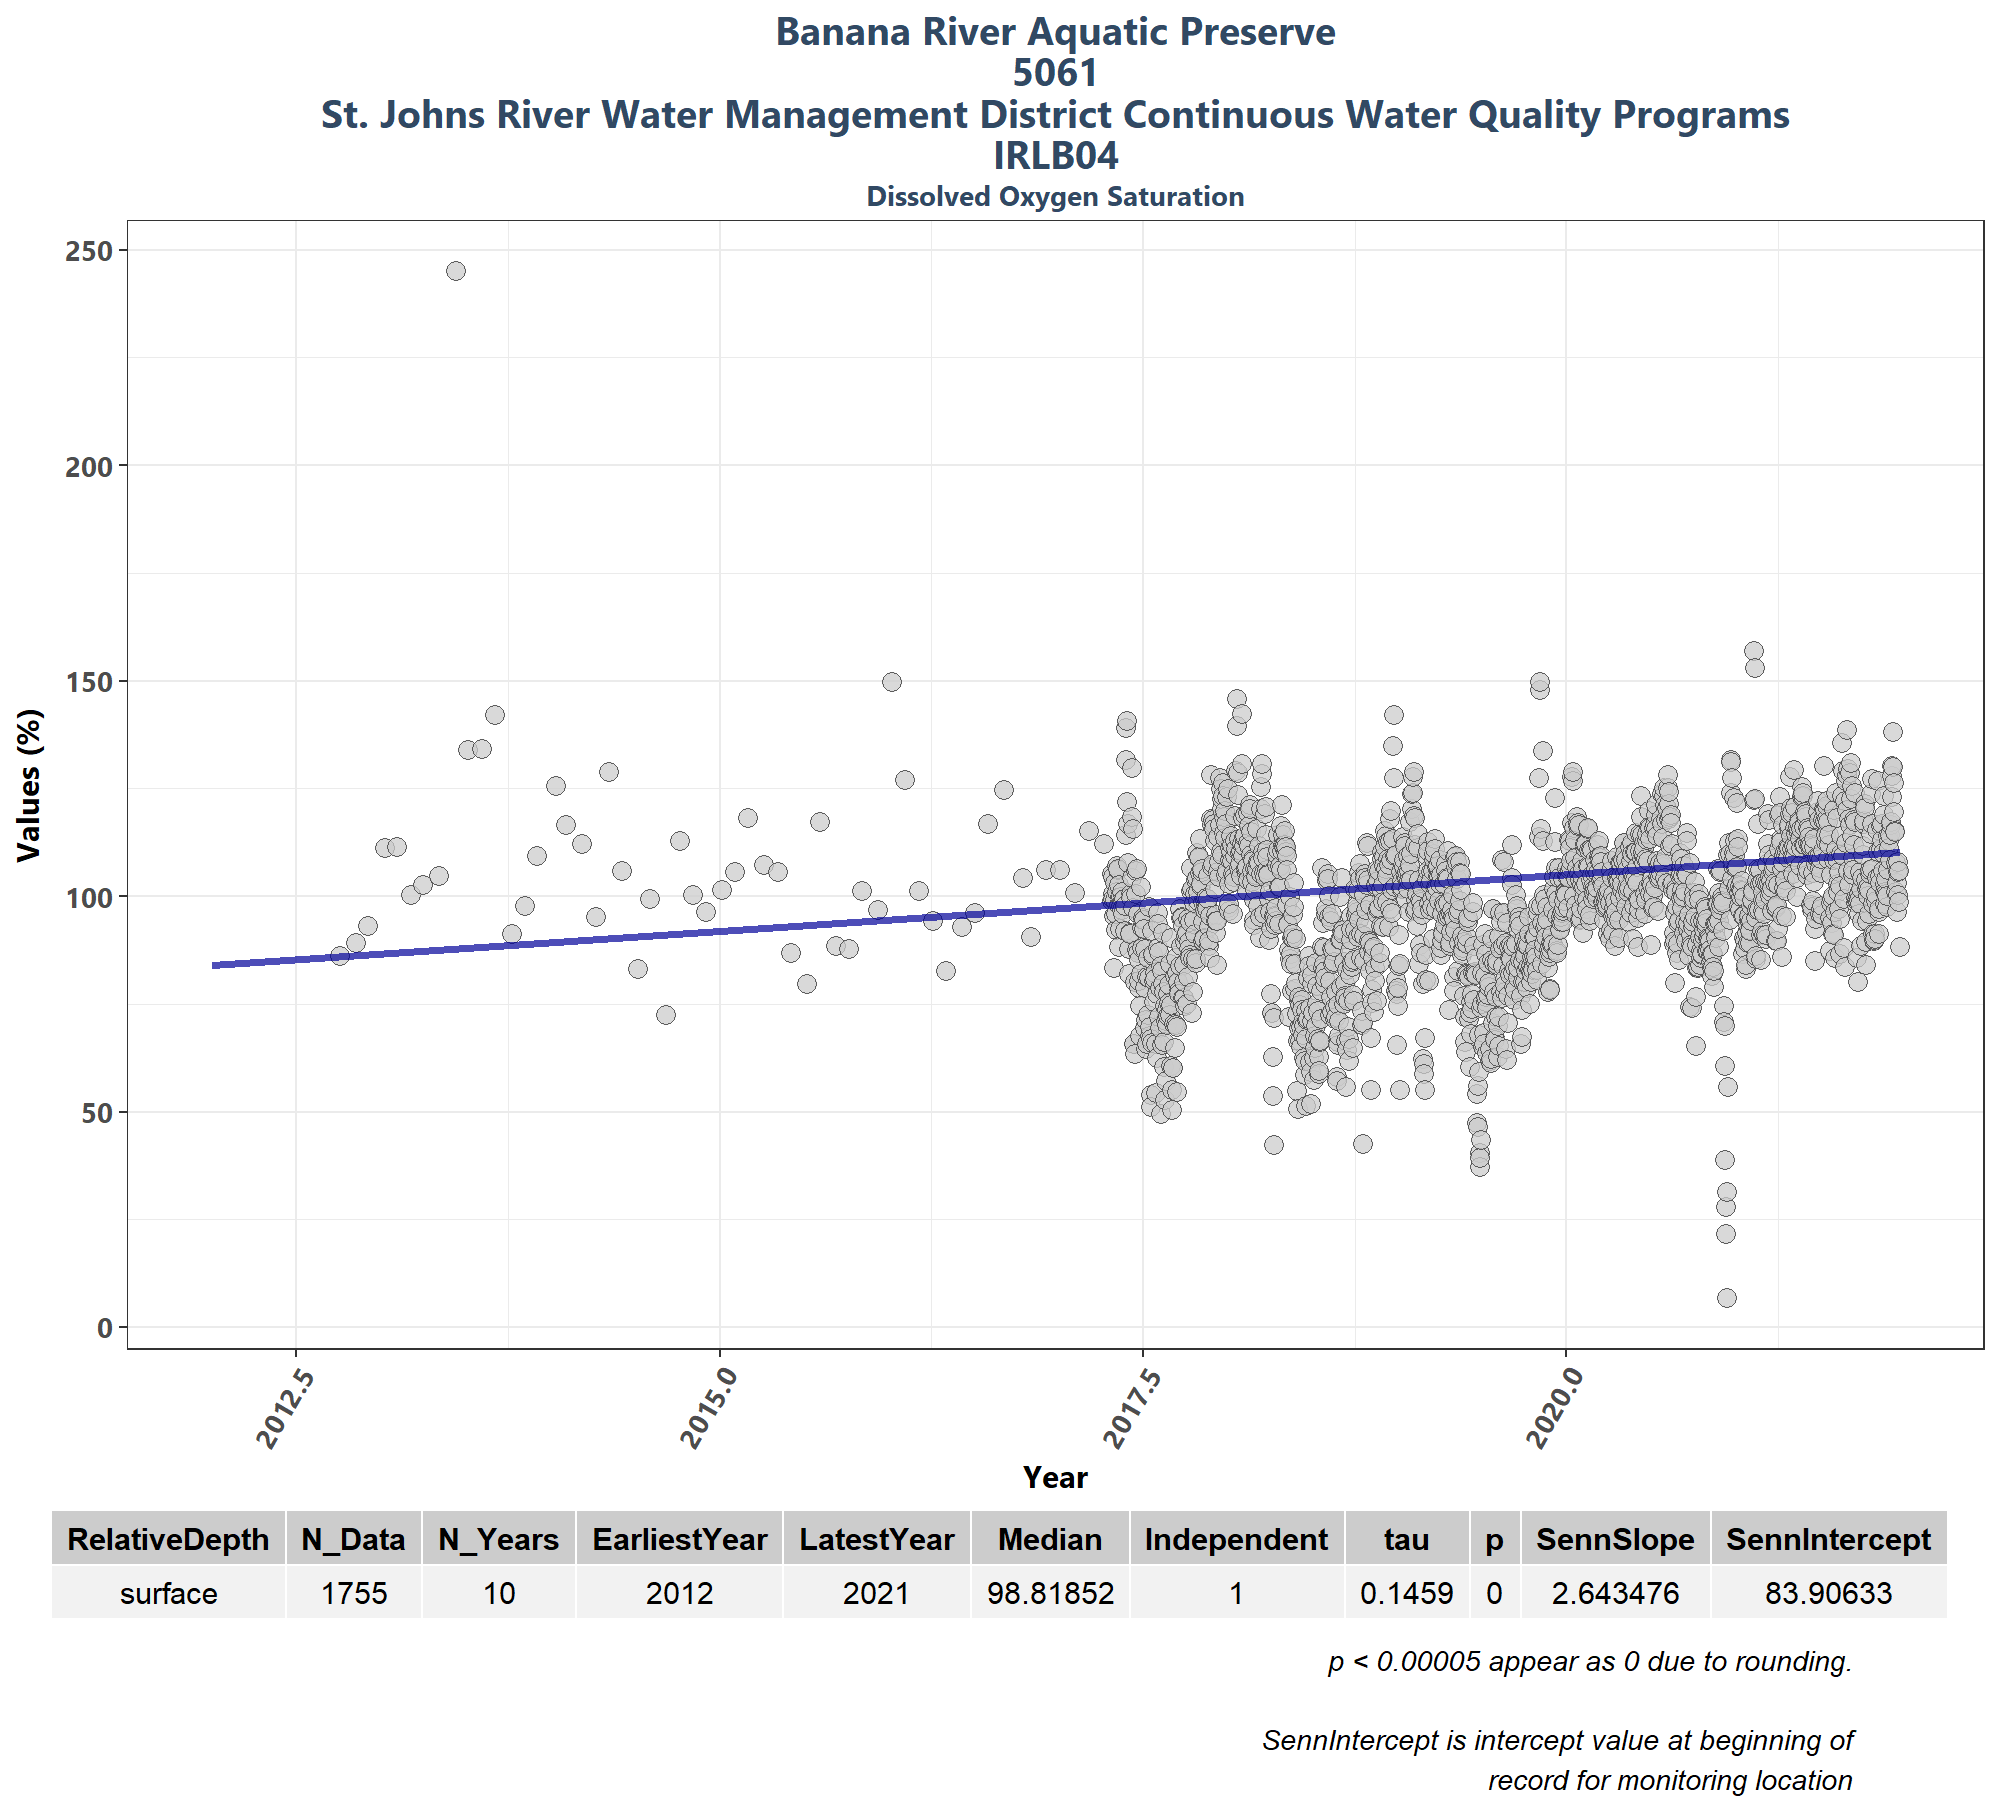 Banana River Aquatic Preserve
5061
St. Johns River Water Management District Continuous Water Quality Programs
IRLB04
Dissolved Oxygen Saturation
250
200
150
100
50
0
Values (%)
2012.5 2015.0 2017.5 2020.0
Year
RelativeDepth N_Data N_Years EarliestYear LatestYear Median Independent tau p SennSlope SennIntercept
surface 1755 10 2012 2021 98.81852 1 0.1459 0 2.643476 83.90633
p < 0.00005 appear as 0 due to rounding.
SennIntercept is intercept value at beginning of
record for monitoring location